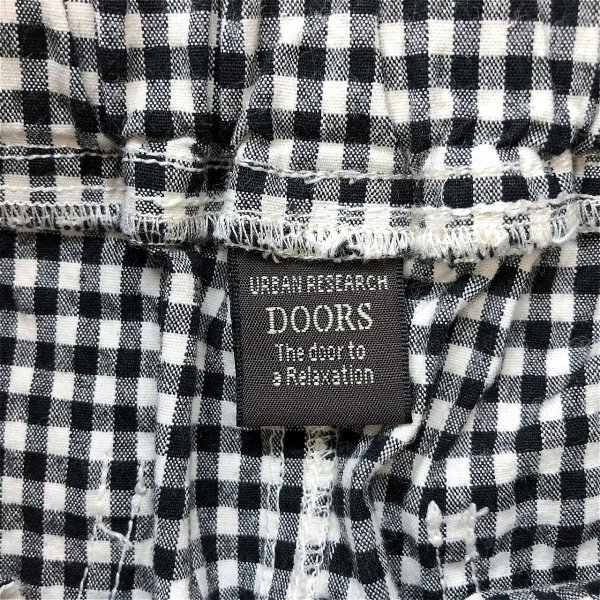 URBAN RESEARCH
DOORS
The door to
a Relaxation